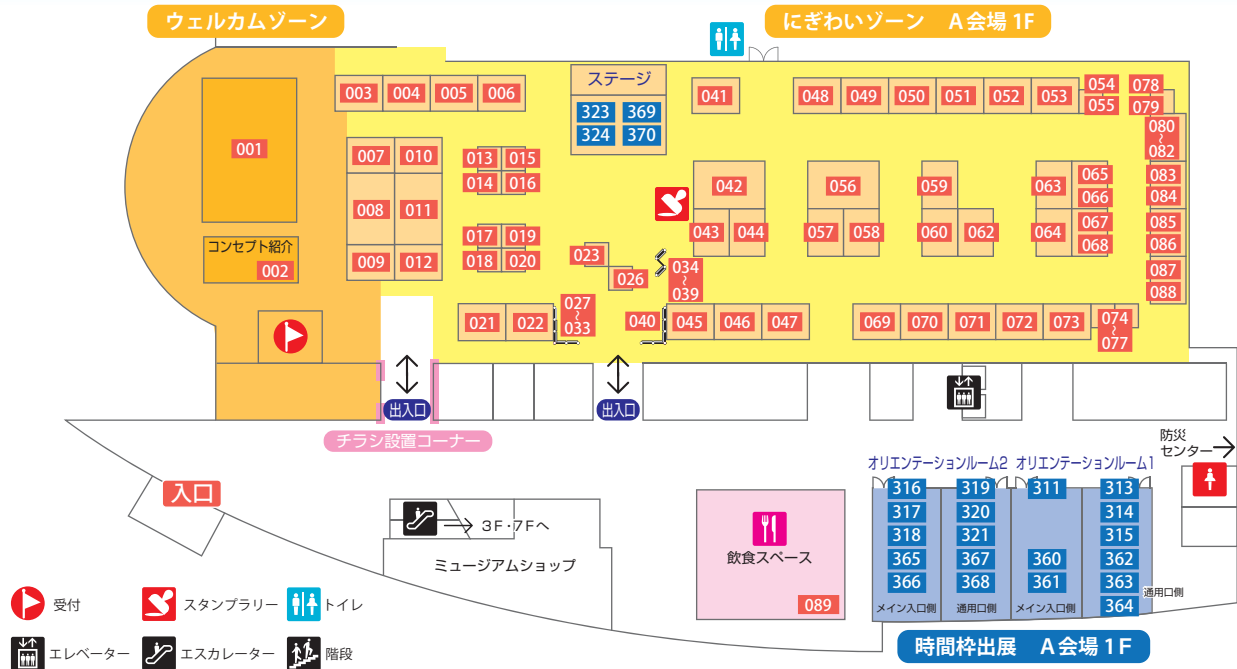 ウェルカムゾーン
にぎわいゾーン A会場 1F
003 004 005 006
ステージ
323 369
324 370
041
048 049 050 051 052 053
054
055
078
079
080
~
082
001
007 010
008 011
009 012
013 015
014 016
017 019
018 020
コンセプト紹介
002
023
026
034
~
039
042
043 044
056
057 058
059
060 062
063
064
065
066
067
068
083
084
085
086
087
088
021 022
027
~
033
040
045 046 047
069 070 071 072 073
074
~
077
出入口
出入口
チラシ設置コーナー
入口
3F・7Fへ
ミュージアムショップ
飲食スペース
089
防災
センター
オリエンテーションルーム2
オリエンテーションルーム1
316
317
318
365
366
メイン入口側
319
320
321
367
368
通用口側
311
360
361
メイン入口側
313
314
315
362
363
364
通用口側
時間枠出展 A会場 1F
受付
スタンプラリー
トイレ
エレベーター
エスカレーター
階段